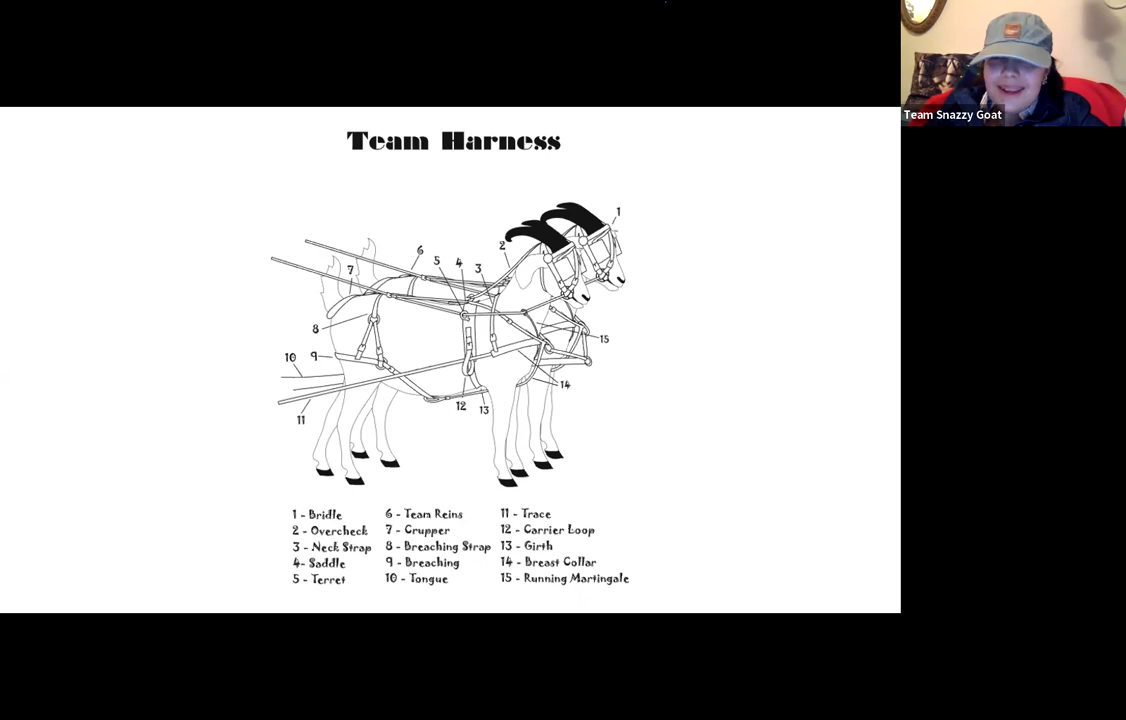 Team Snazzy Goat
Team Harness
1
2
3
4
5
6
7
8
9
10
11
12
13
14
15
1 - Bridle
2 - Overcheck
3 - Neck Strap
4- Saddle
5 - Terret
6 - Team Reins
7 - Crupper
8 - Breaching Strap
9 - Breaching
10 - Tongue
11 - Trace
12 - Carrier Loop
13 - Girth
14 - Breast Collar
15 - Running Martingale